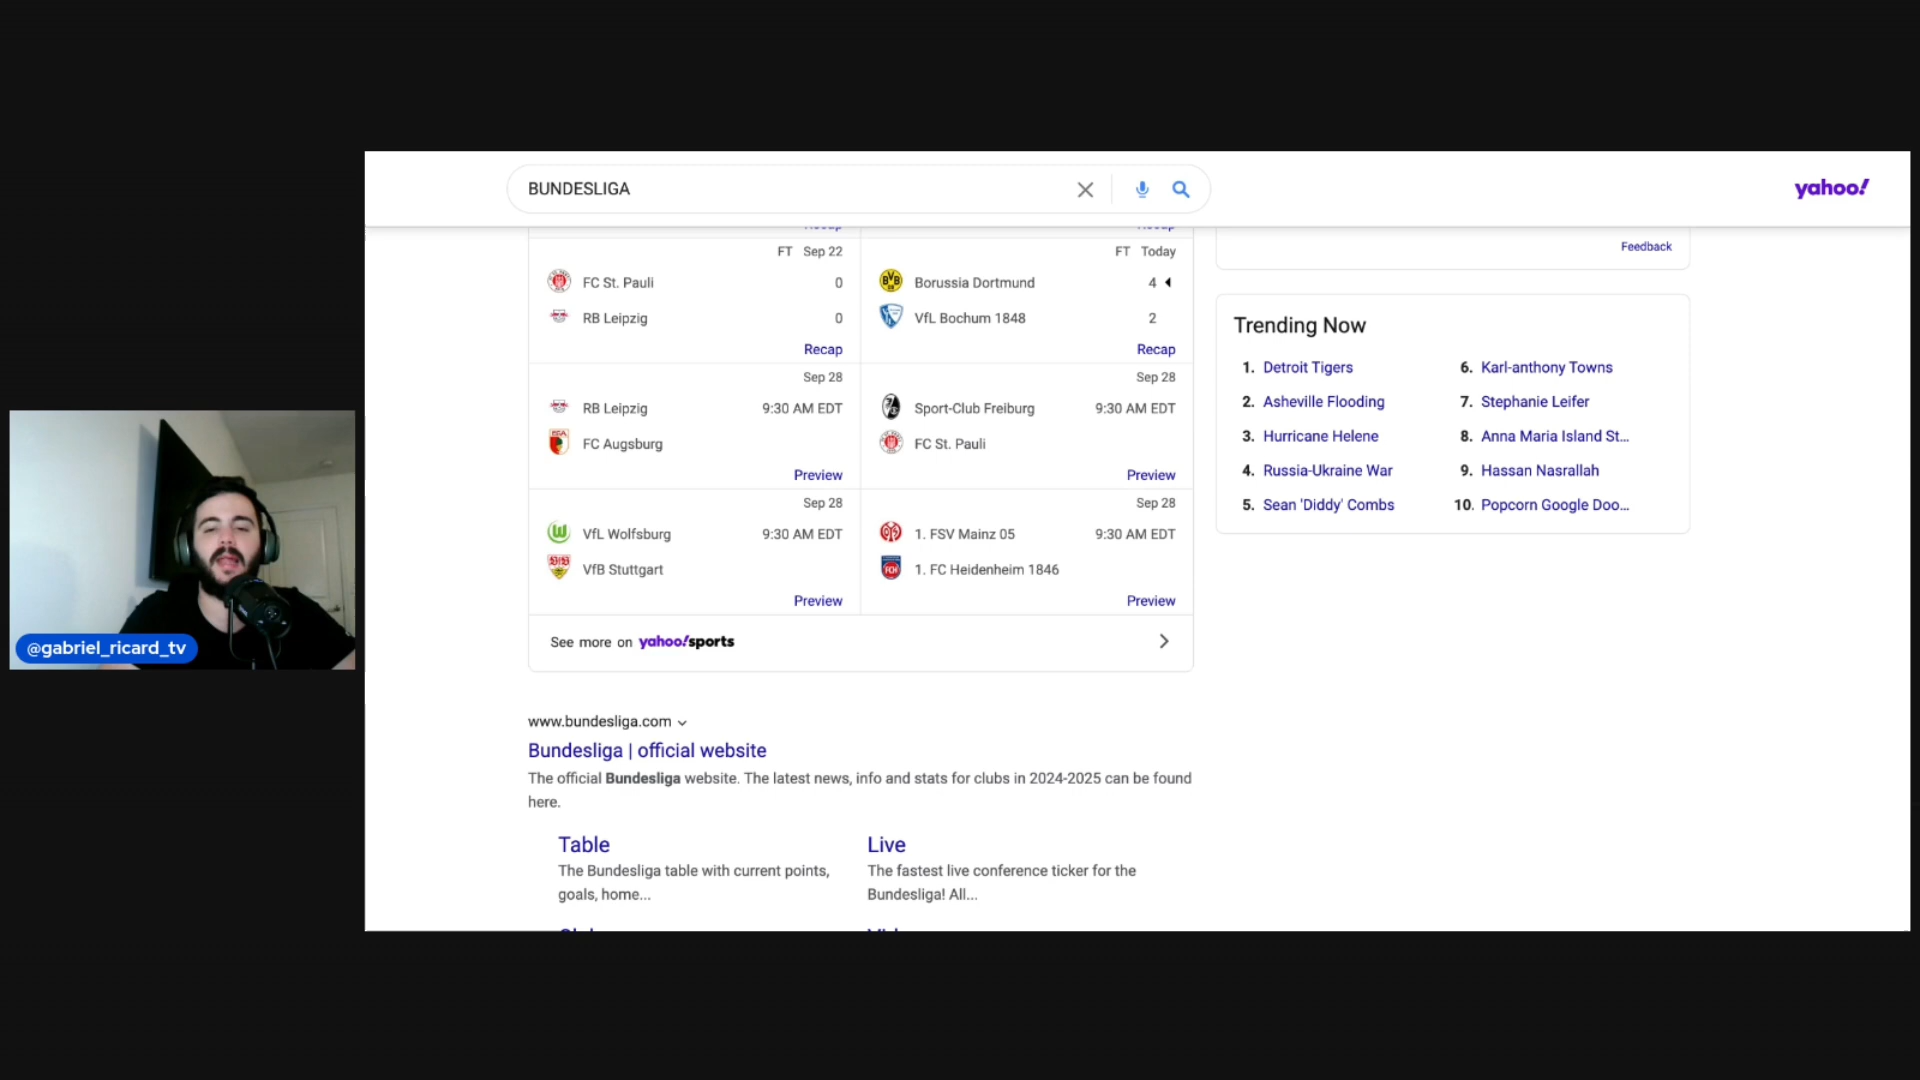 BUNDESLIGA
yahoo!
Recap
Recap
FT Sep 22
FC St. Pauli 0
RB Leipzig 0
Recap
FT Today
Borussia Dortmund 4
VfL Bochum 1848 2
Recap
Sep 28
RB Leipzig 9:30 AM EDT
FC Augsburg
Preview
Sep 28
Sport-Club Freiburg 9:30 AM EDT
FC St. Pauli
Preview
Sep 28
VfL Wolfsburg 9:30 AM EDT
VfB Stuttgart
Preview
Sep 28
1. FSV Mainz 05 9:30 AM EDT
1. FC Heidenheim 1846
Preview
See more on yahoo!sports
Feedback
Trending Now
1. Detroit Tigers
2. Asheville Flooding
3. Hurricane Helene
4. Russia-Ukraine War
5. Sean 'Diddy' Combs
6. Karl-anthony Towns
7. Stephanie Leifer
8. Anna Maria Island St...
9. Hassan Nasrallah
10. Popcorn Google Doo...
www.bundesliga.com
Bundesliga | official website
The official Bundesliga website. The latest news, info and stats for clubs in 2024-2025 can be found
here.
Table
The Bundesliga table with current points,
goals, home...
Live
The fastest live conference ticker for the
Bundesliga! All...
@gabriel_ricard_tv